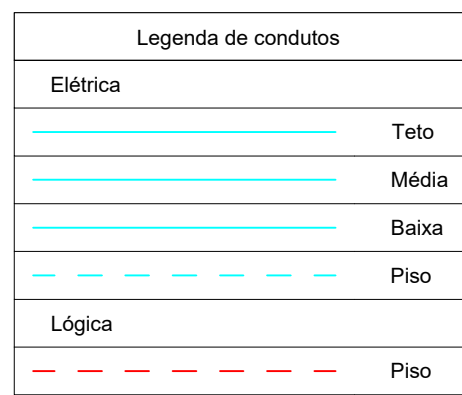 Legenda de condutos
Elétrica
Teto
Média
Baixa
Piso
Lógica
Piso